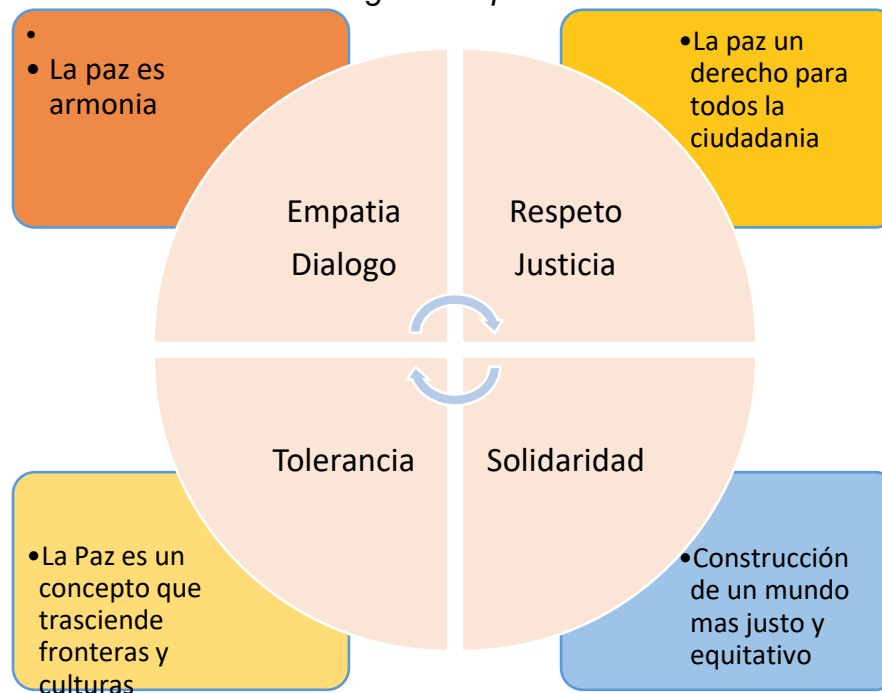 •
• La paz es
armonia
•La paz un
derecho para
todos la
ciudadania
Empatia
Dialogo
Respeto
Justicia
Tolerancia
Solidaridad
•La Paz es un
concepto que
trasciende
fronteras y
culturas
•Construcción
de un mundo
mas justo y
equitativo